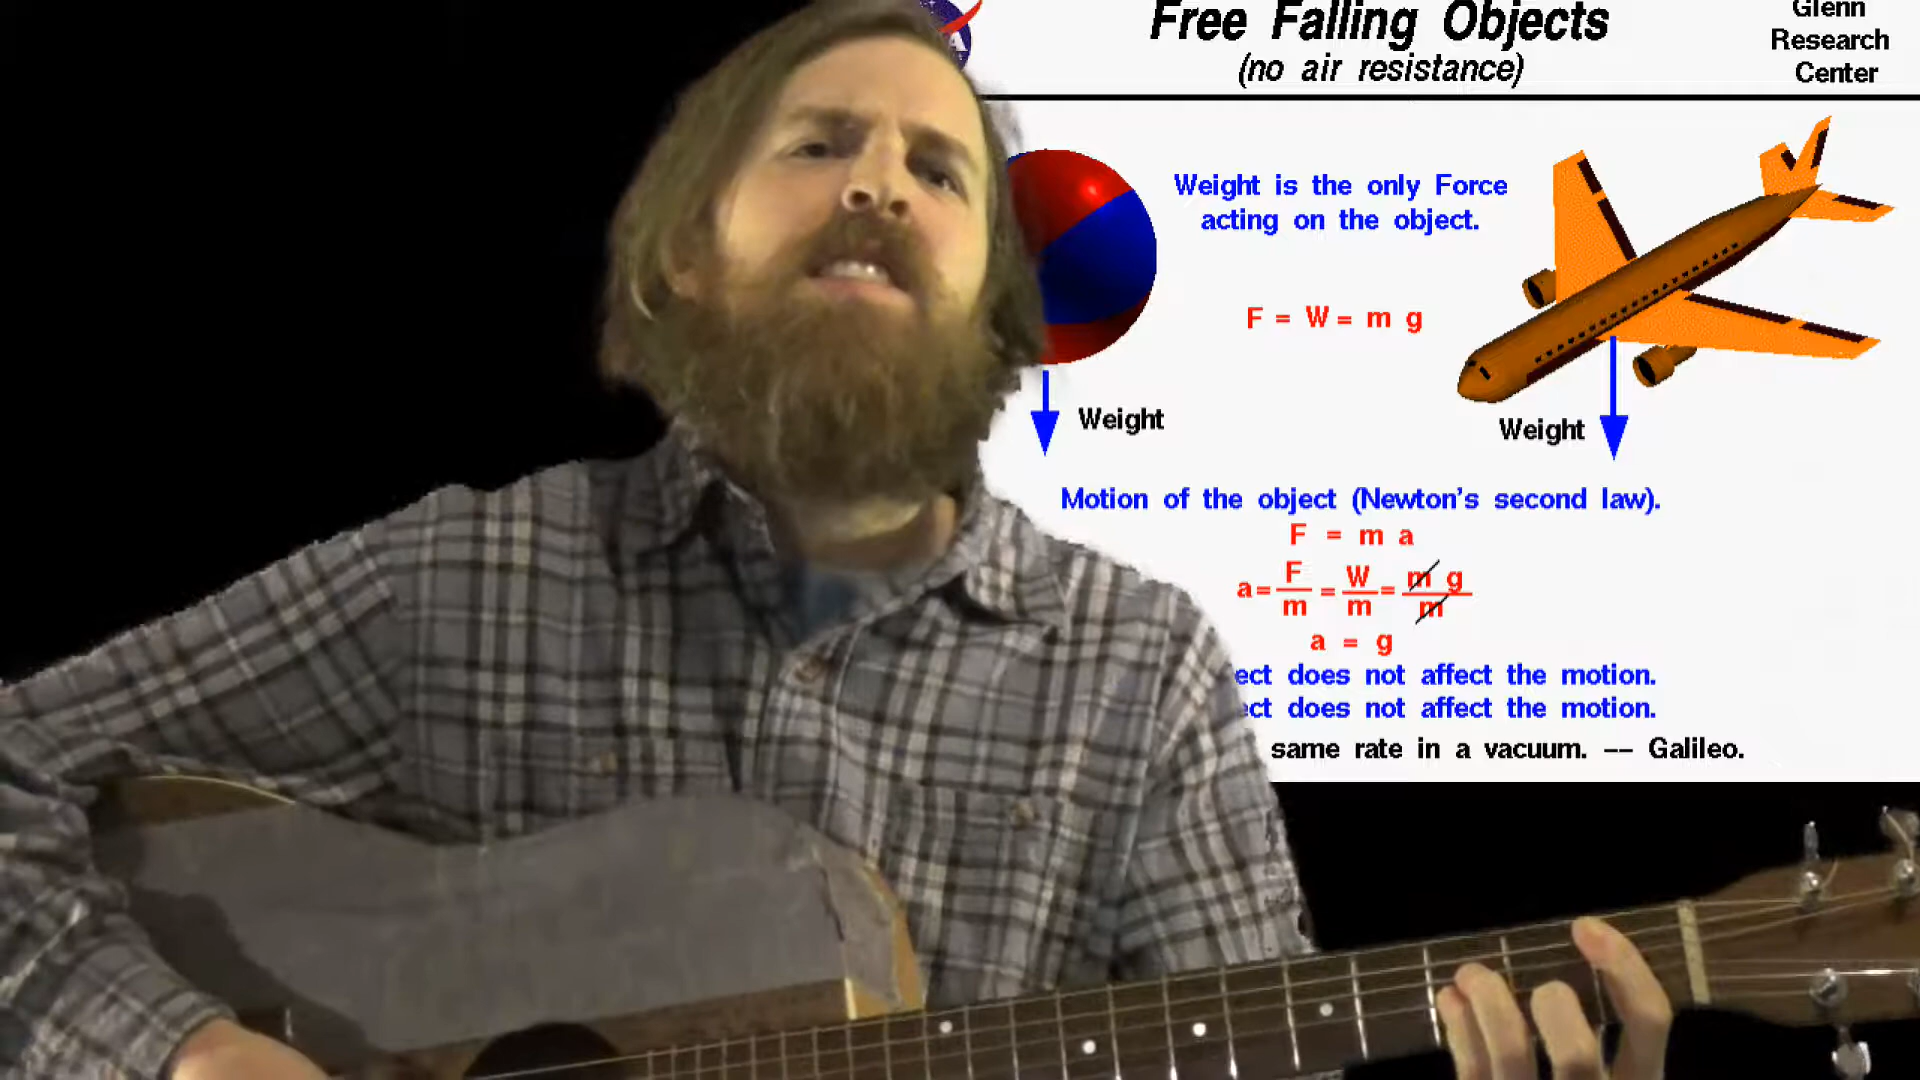 Free Falling Objects
(no air resistance)
Glenn
Research
Center
Weight is the only Force
acting on the object.
F = W = m g
Weight
Weight
Motion of the object (Newton's second law).
F = m a
a = F/m = W/m = m g/m
a = g
does not affect the motion.
does not affect the motion.
same rate in a vacuum. -- Galileo.